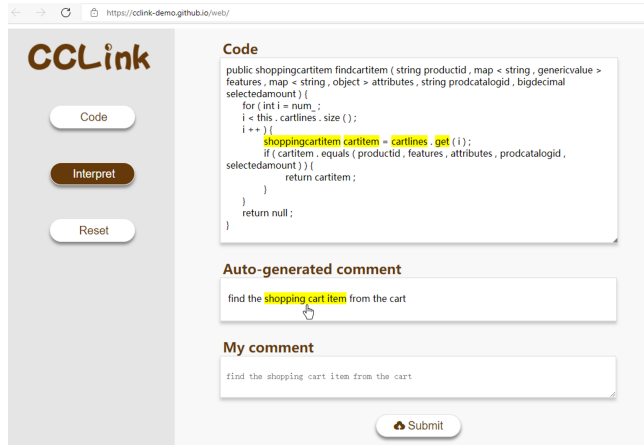 https://cclink-demo.github.io/web/
CCLink
Code
Interpret
Reset
Code
public shoppingcartitem findcartitem ( string productid , map < string , genericvalue >
features , map < string , object > attributes , string prodcatalogid , bigdecimal
selectedamount ) {
for ( int i = num_ ;
i < this . cartlines . size ( ) ;
i ++ ) {
shoppingcartitem cartitem = cartlines . get ( i ) ;
if ( cartitem . equals ( productid , features , attributes , prodcatalogid ,
selectedamount ) ) {
return cartitem ;
}
}
return null ;
}
Auto-generated comment
find the shopping cart item from the cart
My comment
find the shopping cart item from the cart
Submit